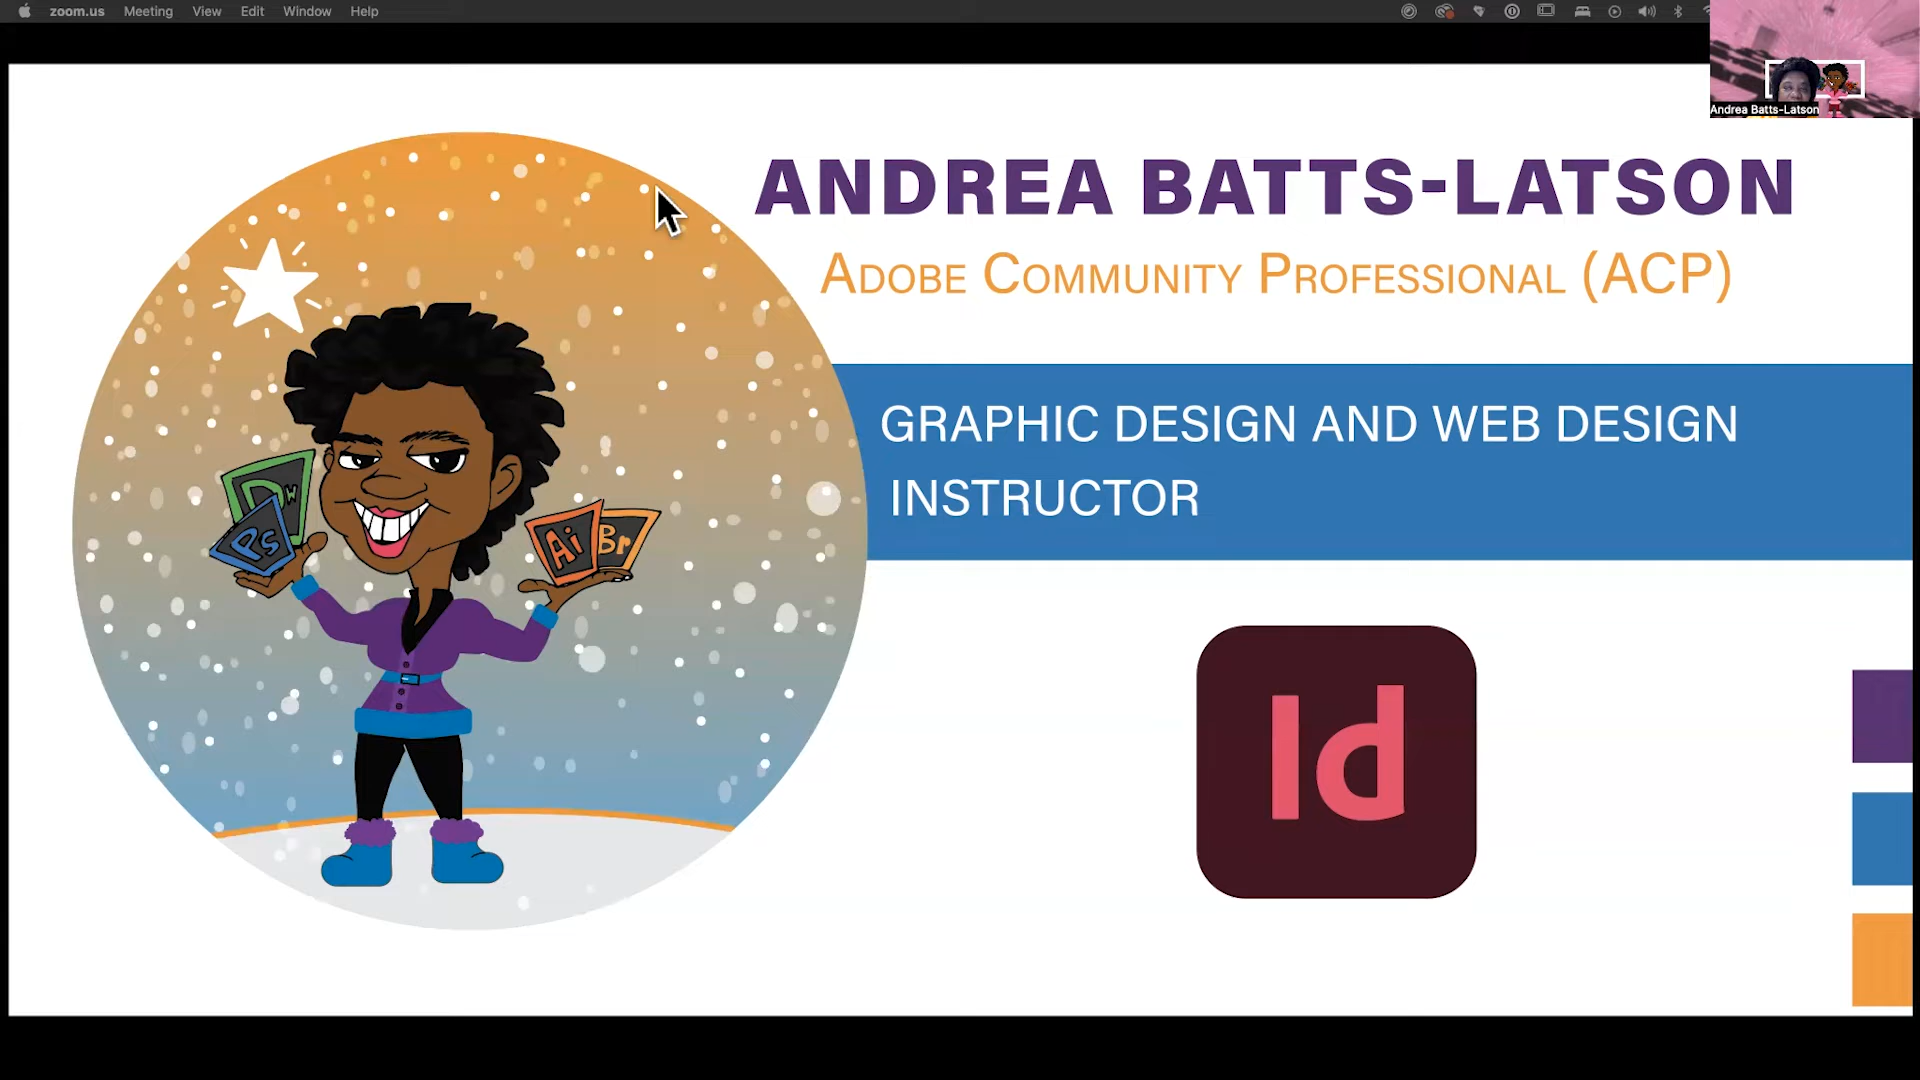 zoom.us Meeting View Edit Window Help
Andrea Batts-Latson
ANDREA BATTS-LATSON
ADOBE COMMUNITY PROFESSIONAL (ACP)
GRAPHIC DESIGN AND WEB DESIGN
INSTRUCTOR
Dw
Ps
Ai
Br
Id